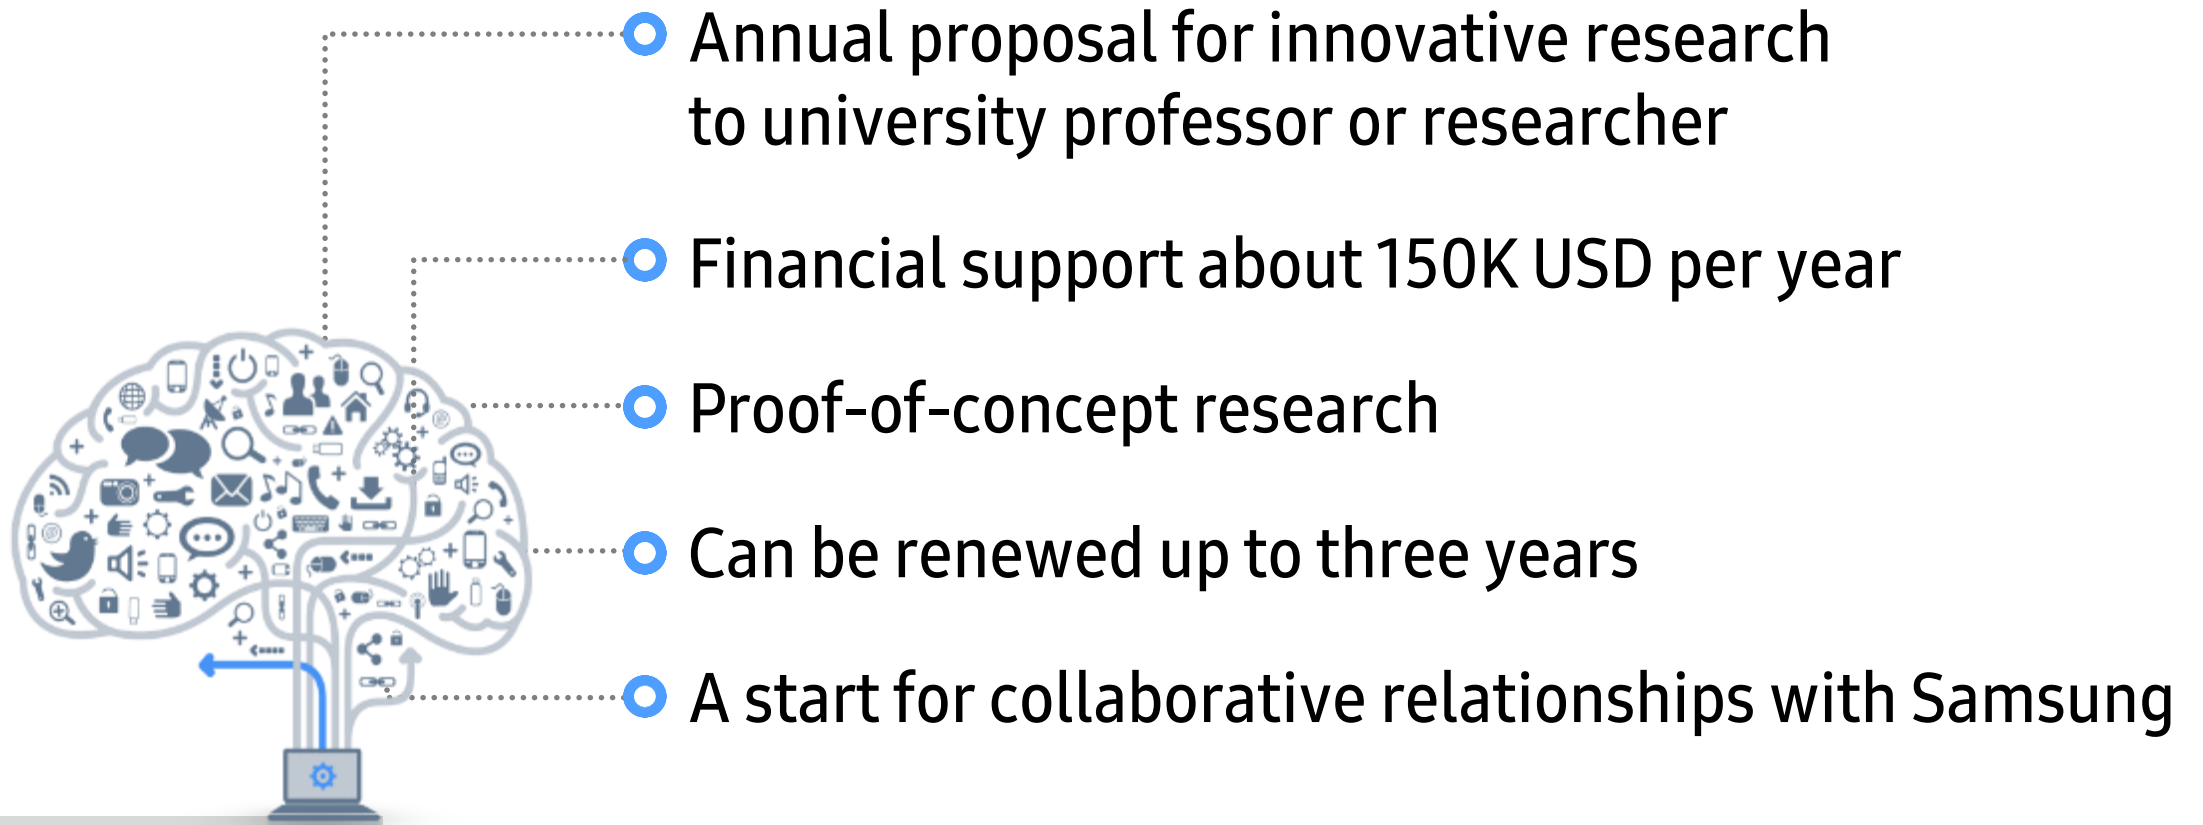 Annual proposal for innovative research
to university professor or researcher
Financial support about 150K USD per year
Proof-of-concept research
Can be renewed up to three years
A start for collaborative relationships with Samsung